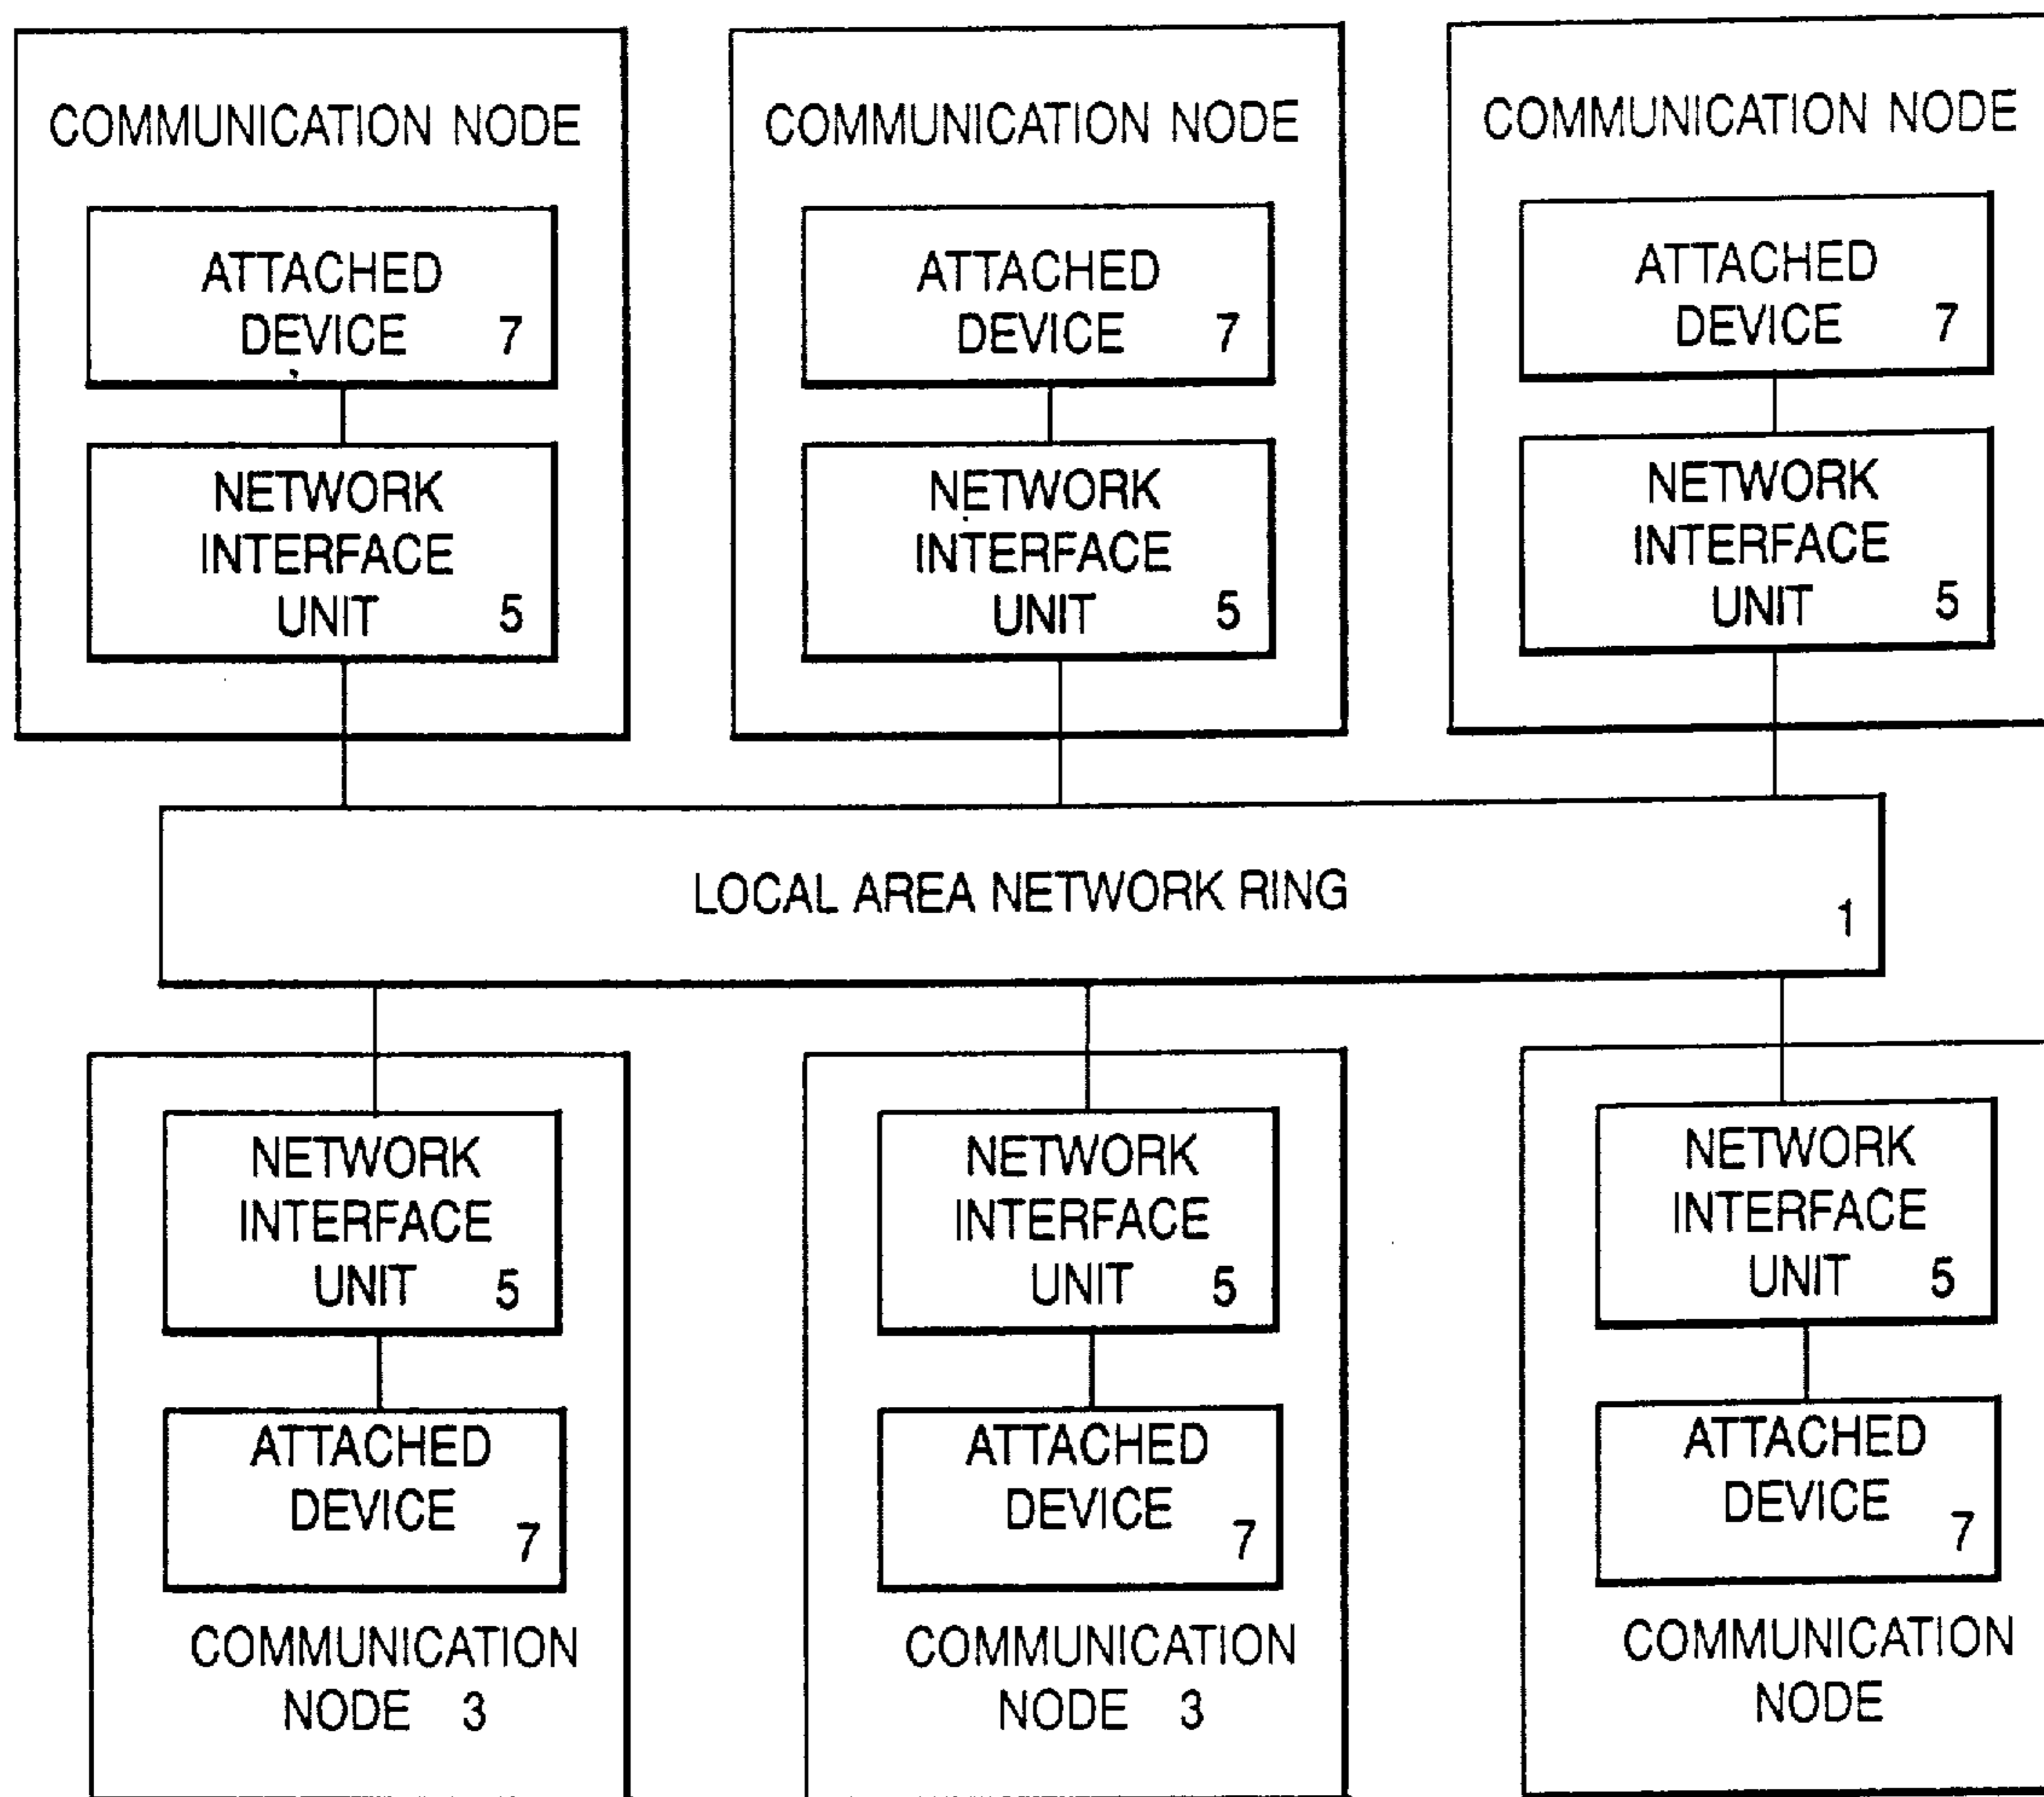 COMMUNICATION NODE
ATTACHED
DEVICE 7
NETWORK
INTERFACE
UNIT 5
COMMUNICATION NODE
ATTACHED
DEVICE 7
NETWORK
INTERFACE
UNIT 5
COMMUNICATION NODE
ATTACHED
DEVICE 7
NETWORK
INTERFACE
UNIT 5
LOCAL AREA NETWORK RING
1
NETWORK
INTERFACE
UNIT 5
ATTACHED
DEVICE
7
COMMUNICATION
NODE 3
NETWORK
INTERFACE
UNIT 5
ATTACHED
DEVICE
7
COMMUNICATION
NODE 3
NETWORK
INTERFACE
UNIT 5
ATTACHED
DEVICE
7
COMMUNICATION
NODE